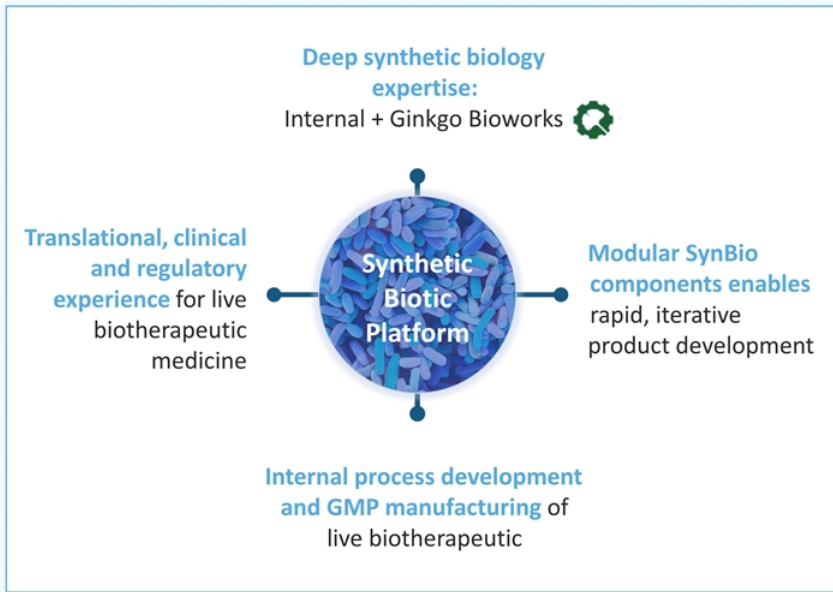 Deep synthetic biology
expertise:
Internal + Ginkgo Bioworks
Translational, clinical
and regulatory
experience for live
biotherapeutic
medicine
Synthetic
Biotic
Platform
Modular SynBio
components enables
rapid, iterative
product development
Internal process development
and GMP manufacturing of
live biotherapeutic